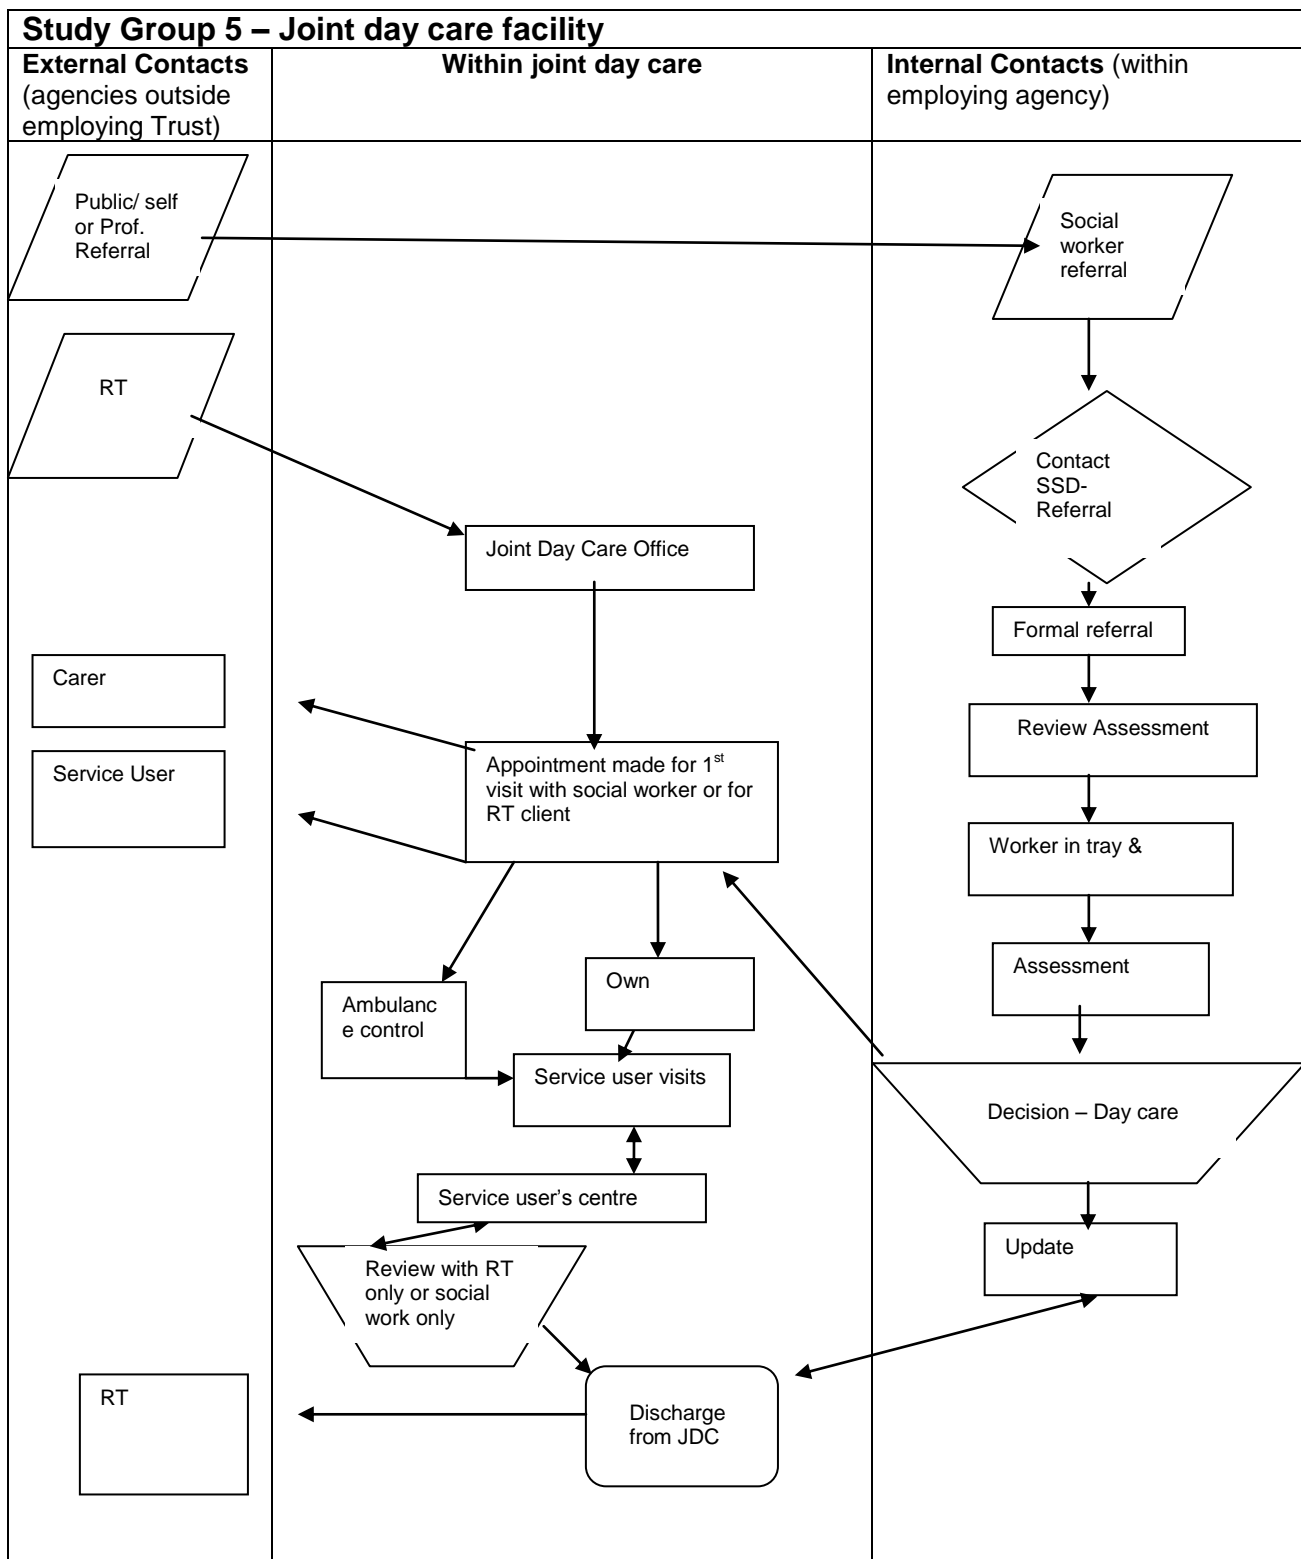 Study Group 5 – Joint day care facility
External Contacts
(agencies outside
employing Trust)
Within joint day care
Internal Contacts (within
employing agency)
Public/ self
or Prof.
Referral
Social
worker
referral
RT
Contact
SSD-
Referral
Joint Day Care Office
Formal referral
Carer
Review Assessment
Service User
Appointment made for 1st
visit with social worker or for
RT client
Worker in tray &
Assessment
Own
Ambulanc
e control
Service user visits
Decision – Day care
Service user's centre
Update
Review with RT
only or social
work only
RT
Discharge
from JDC